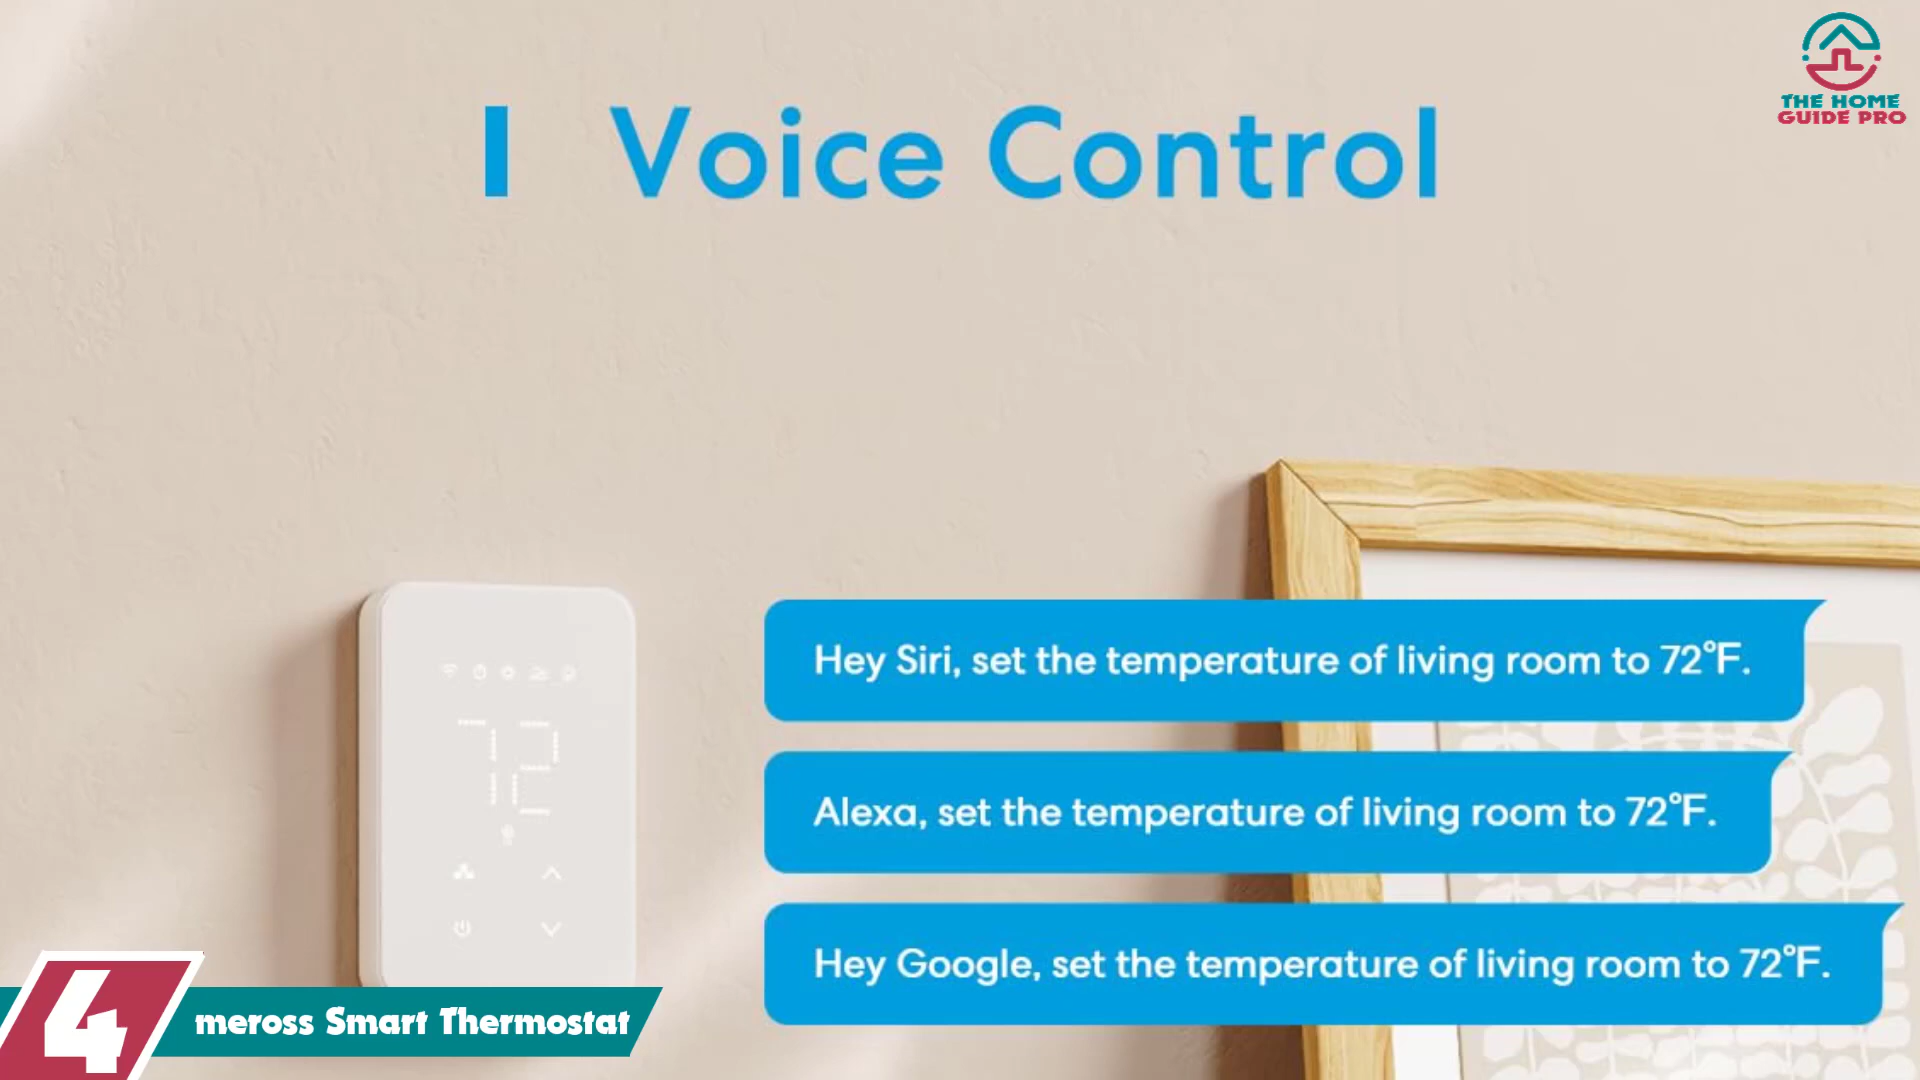 THE HOME
GUIDE PRO
Voice Control
Hey Siri, set the temperature of living room to 72°F.
72
Alexa, set the temperature of living room to 72°F.
Hey Google, set the temperature of living room to 72°F.
4
meross Smart Thermostat